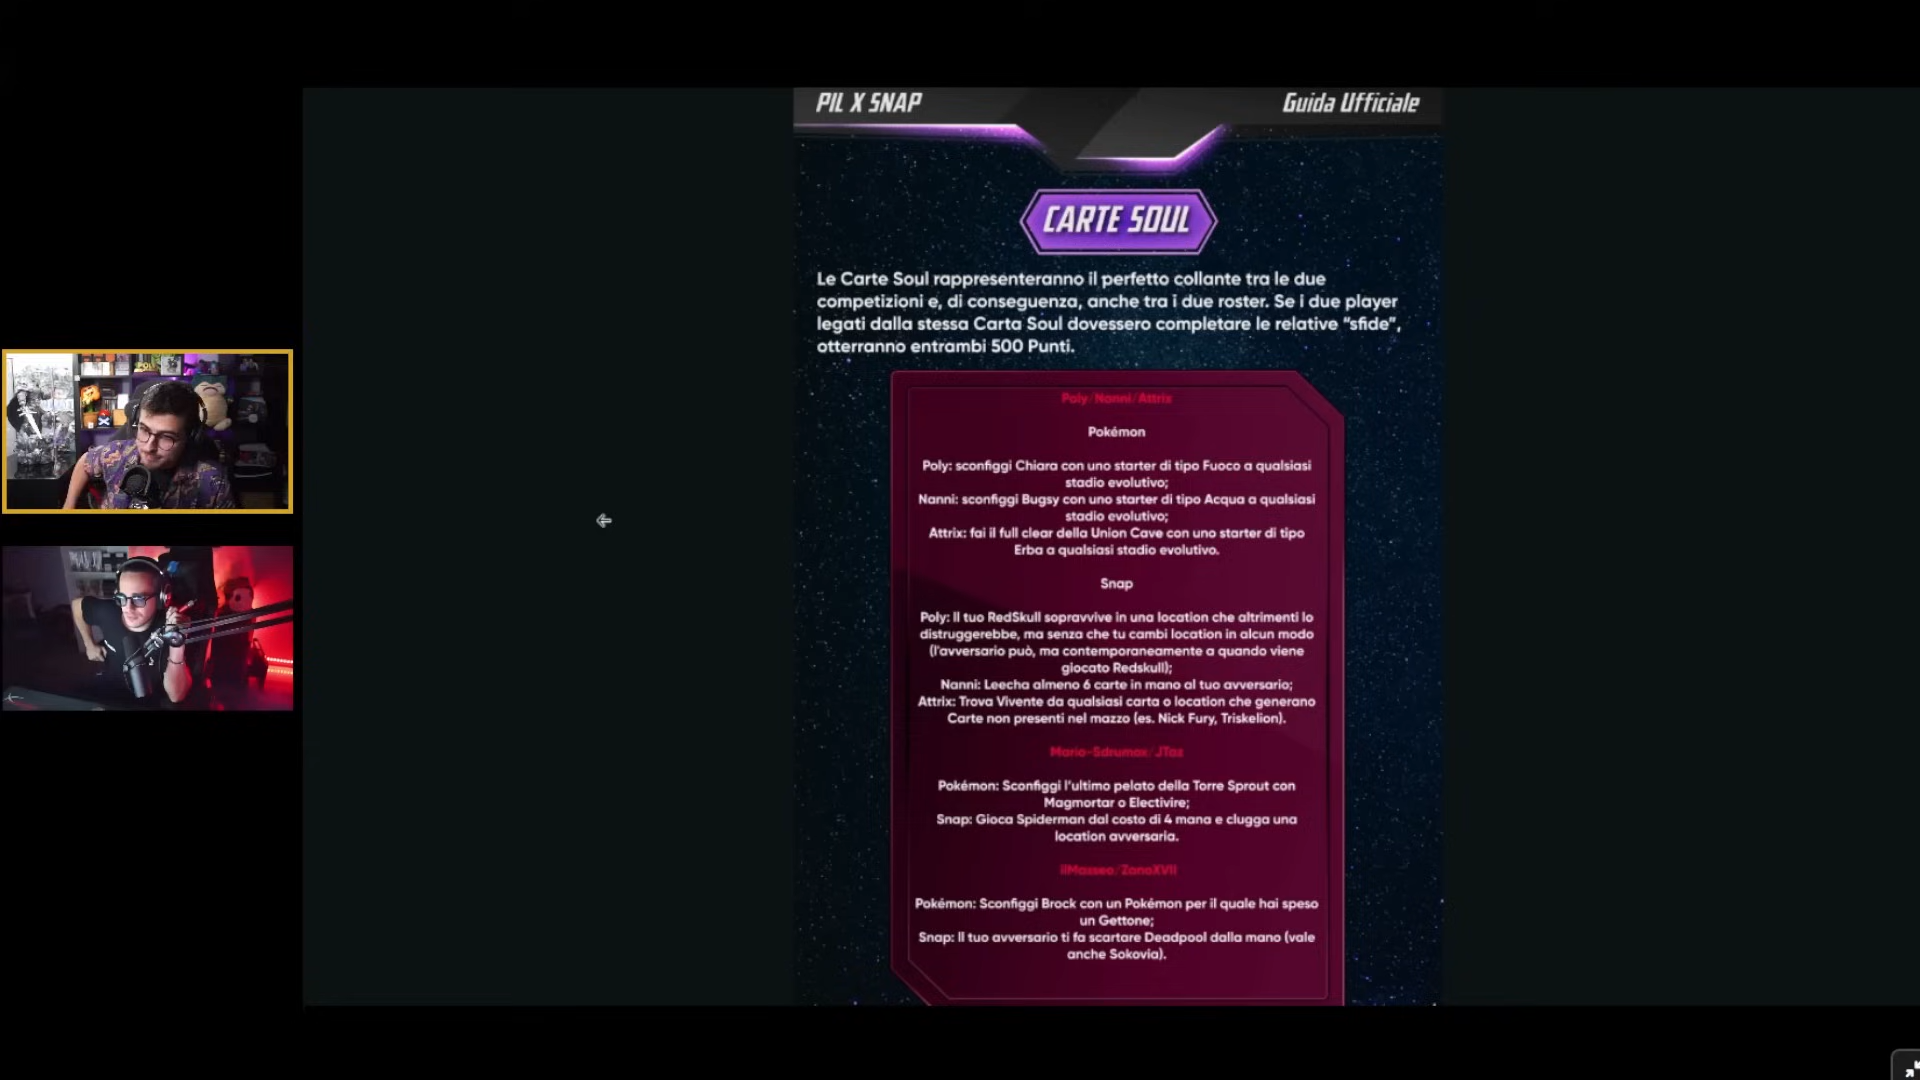 PIL X SNAP
Guida Ufficiale
CARTE SOUL
Le Carte Soul rappresenteranno il perfetto collante tra le due
competizioni e, di conseguenza, anche tra i due roster. Se i due player
legati dalla stessa Carta Soul dovessero completare le relative “sfide”,
otterranno entrambi 500 Punti.
Poly/Nanni/Attrix
Pokémon
Poly: sconfiggi Chiara con uno starter di tipo Fuoco a qualsiasi
stadio evolutivo;
Nanni: sconfiggi Bugsy con uno starter di tipo Acqua a qualsiasi
stadio evolutivo;
Attrix: fai il full clear della Union Cave con uno starter di tipo
Erba a qualsiasi stadio evolutivo.
Snap
Poly: Il tuo RedSkull sopravvive in una location che altrimenti lo
distruggerebbe, ma senza che tu cambi location in alcun modo
(l'avversario può, ma contemporaneamente a quando viene
giocato Redskull);
Nanni: Leecha almeno 6 carte in mano al tuo avversario;
Attrix: Trova Vivente da qualsiasi carta o location che generano
Carte non presenti nel mazzo (es. Nick Fury, Triskelion).
Mario-Sdrumox/JTaz
Pokémon: Sconfiggi l’ultimo pelato della Torre Sprout con
Magmortar o Electivire;
Snap: Gioca Spiderman dal costo di 4 mana e clugga una
location avversaria.
ilMasseo/ZanoXVII
Pokémon: Sconfiggi Brock con un Pokémon per il quale hai speso
un Gettone;
Snap: Il tuo avversario ti fa scartare Deadpool dalla mano (vale
anche Sokovia).